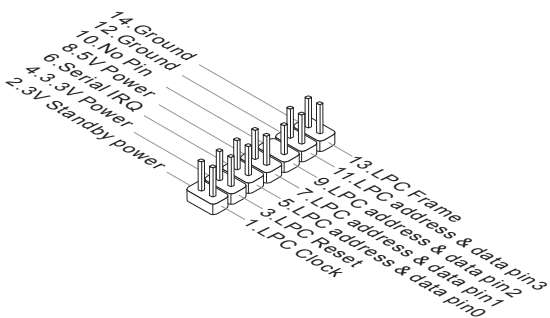 14.Ground
12.Ground
10.No Pin
8.5V Power
6.Serial IRQ
4.3.3V Power
2.3V Standby power
13.LPC Frame
11.LPC address & data pin3
9.LPC address & data pin2
7.LPC address & data pin1
5.LPC address & data pin0
3.LPC Reset
1.LPC Clock